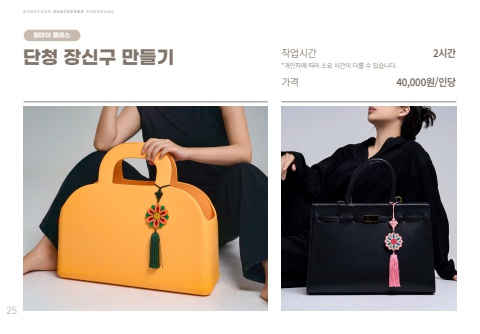 원데이 클래스
단청 장신구 만들기
작업시간
2시간
*개인차에 따라 소요 시간이 다를 수 있습니다.
가격
40,000원/인당
25